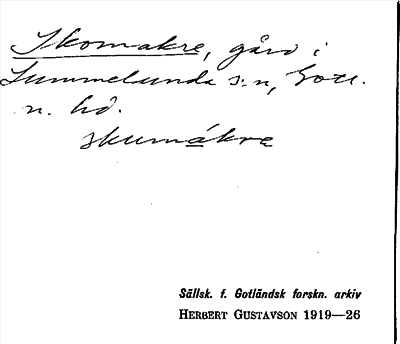 Skomakre, gård i
Lummelunda s:n, Gotl.
n. hd.
skumákre
Sällsk. f. Gotländsk forskn. arkiv
HERBERT GUSTAVSON 1919—26